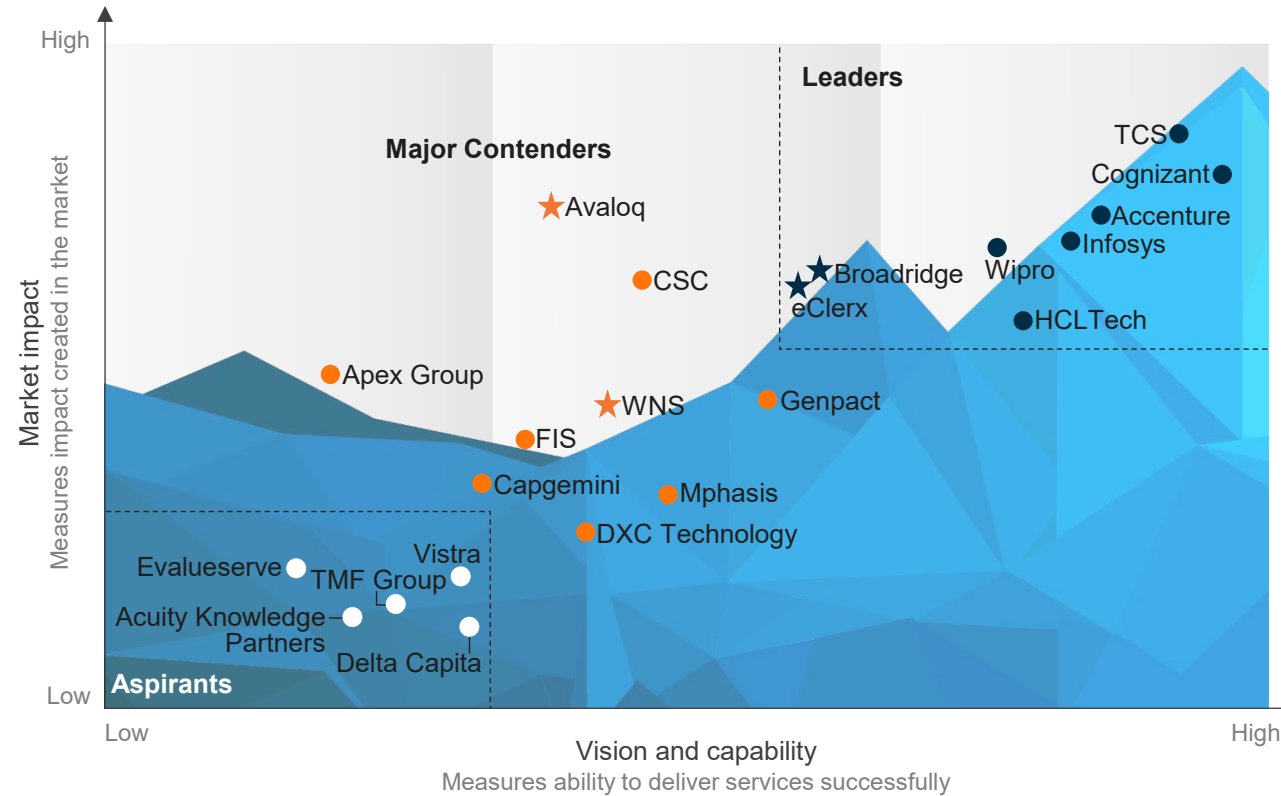 High
Leaders
TCS
Major Contenders
Cognizant
Avaloq
Accenture
Infosys
Wipro
Broadridge
CSC
eClerx
HCLTech
Market impact
Measures impact created in the market
Apex Group
Genpact
WNS
FIS
Capgemini
Mphasis
DXC Technology
Vistra
Evalueserve
TMF Group
Acuity Knowledge
Partners
Delta Capita
Aspirants
Low
Low
High
Vision and capability
Measures ability to deliver services successfully